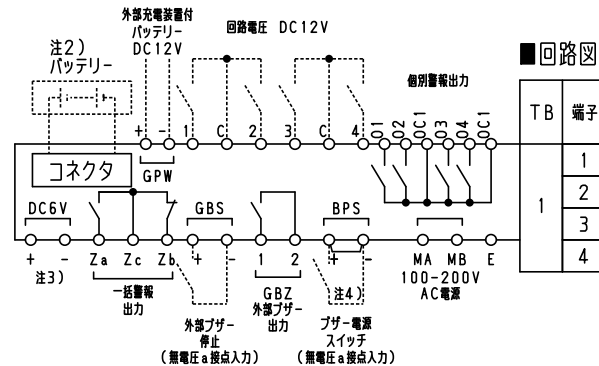 外部充電装置付
バッテリー
DC12V
回路電圧 DC12V
■回路図
注2)
バッテリー
個別警報出力
TB 端子
+ - 1 C 2 3 C 4 01 02 0C1 03 04 0C1
コネクタ
GPW
1
1
2
3
4
DC6V GBS BPS
+ - Za Zc Zb + - 1 2 + - MA MB E
注3)
一括警報
出力
GBZ
外部ブザー
出力
注4)
100-200V
AC電源
外部ブザー
停止
(無電圧a接点入力)
ブザー電源
スイッチ
(無電圧a接点入力)